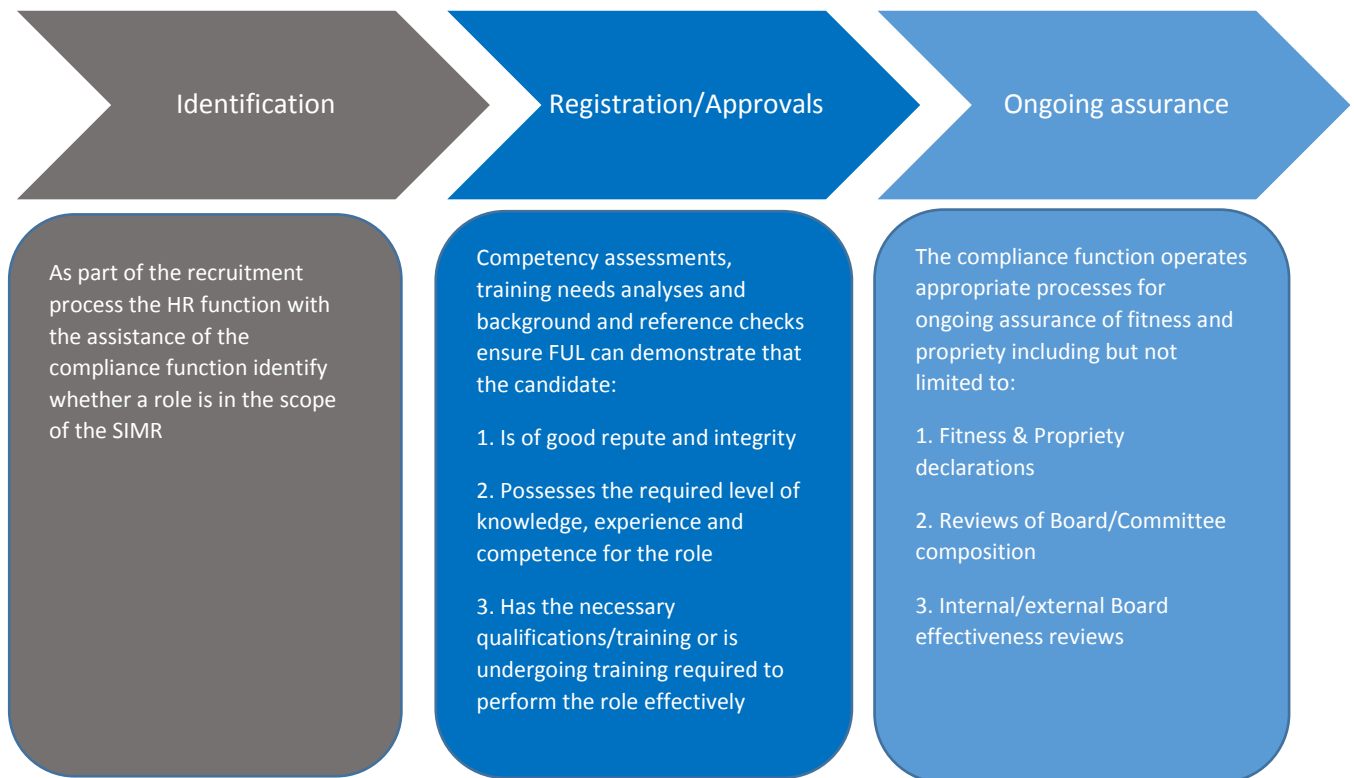 Identification
Registration/Approvals
Ongoing assurance
As part of the recruitment
process the HR function with
the assistance of the
compliance function identify
whether a role is in the scope
of the SIMR
Competency assessments,
training needs analyses and
background and reference checks
ensure FUL can demonstrate that
the candidate:
1. Is of good repute and integrity
2. Possesses the required level of
knowledge, experience and
competence for the role
3. Has the necessary
qualifications/training or is
undergoing training required to
perform the role effectively
The compliance function operates
appropriate processes for
ongoing assurance of fitness and
propriety including but not
limited to:
1. Fitness & Propriety
declarations
2. Reviews of Board/Committee
composition
3. Internal/external Board
effectiveness reviews